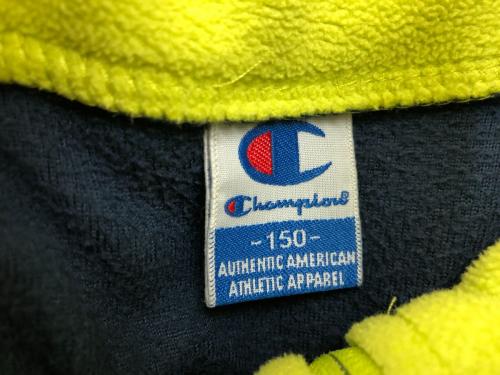 Champion
-150-
AUTHENTIC AMERICAN
ATHLETIC APPAREL